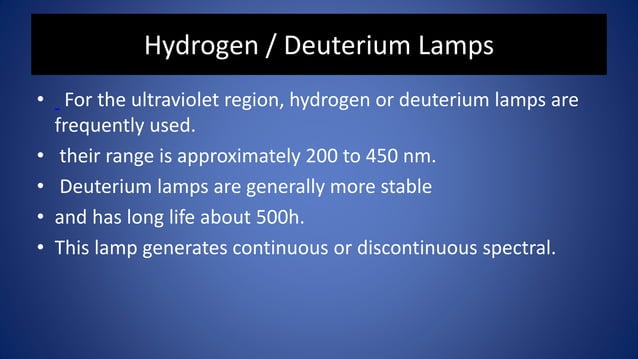 Hydrogen / Deuterium Lamps
• For the ultraviolet region, hydrogen or deuterium lamps are
frequently used.
• their range is approximately 200 to 450 nm.
• Deuterium lamps are generally more stable
• and has long life about 500h.
• This lamp generates continuous or discontinuous spectral.